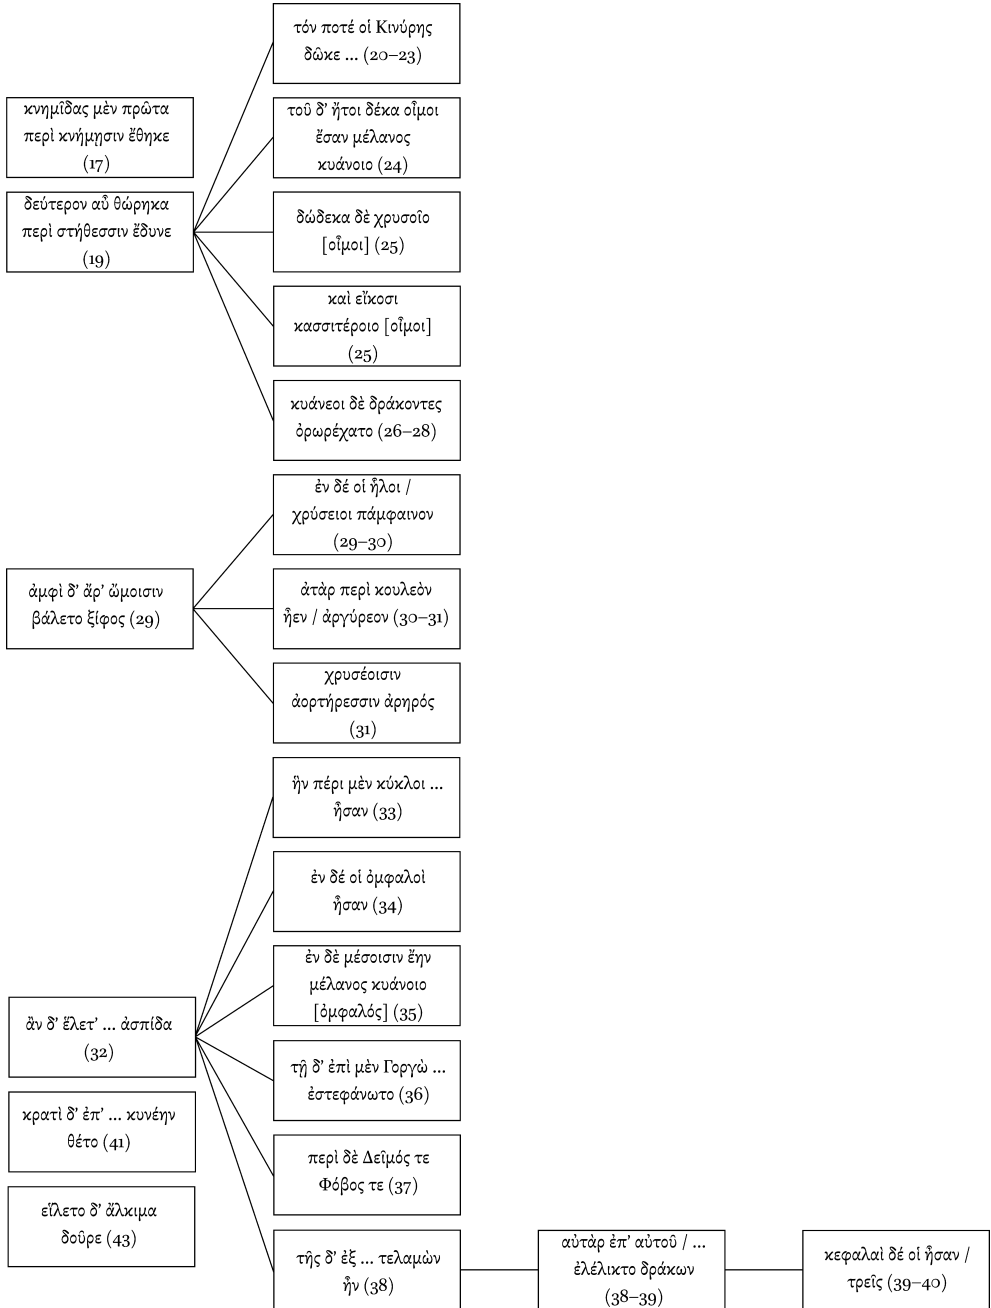 τόν ποτέ οἱ Κινύρης
δῶκε ... (20–23)
κνημῖδας μὲν πρῶτα
περὶ κνήμῃσιν ἔθηκε
(17)
τοῦ δ’ ἤτοι δέκα οἶμοι
ἔσαν μέλανος
κυάνοιο (24)
δεύτερον αὖ θώρηκα
περὶ στήθεσσιν ἔδυνε
(19)
δώδεκα δὲ χρυσοῖο
[οἶμοι] (25)
καὶ εἴκοσι
κασσιτέροιο [οἶμοι]
(25)
κυάνεοι δὲ δράκοντες
ὀρωρέχατο (26–28)
ἐν δέ οἱ ἧλοι /
χρύσειοι πάμφαινον
(29–30)
ἀμφὶ δ’ ἄρ’ ὤμοισιν
βάλετο ξίφος (29)
ἀτὰρ περὶ κουλεὸν
ἦεν / ἀργύρεον (30–31)
χρυσέοισιν
ἀορτήρεσσιν ἀρηρός
(31)
ἣν πέρι μὲν κύκλοι ...
ἦσαν (33)
ἐν δέ οἱ ὀμφαλοὶ
ἦσαν (34)
ἐν δὲ μέσοισιν ἔην
μέλανος κυάνοιο
[ὀμφαλός] (35)
ἂν δ’ ἕλετ’ ... ἀσπίδα
(32)
τῇ δ’ ἐπὶ μὲν Γοργὼ ...
ἐστεφάνωτο (36)
κρατὶ δ’ ἐπ’ ... κυνέην
θέτο (41)
περὶ δὲ Δεῖμός τε
Φόβος τε (37)
εἵλετο δ’ ἄλκιμα
δοῦρε (43)
τῆς δ’ ἐξ ... τελαμὼν
ἦν (38)
αὐτὰρ ἐπ’ αὐτοῦ / ...
ἐλέλικτο δράκων
(38–39)
κεφαλαὶ δέ οἱ ἦσαν /
τρεῖς (39–40)